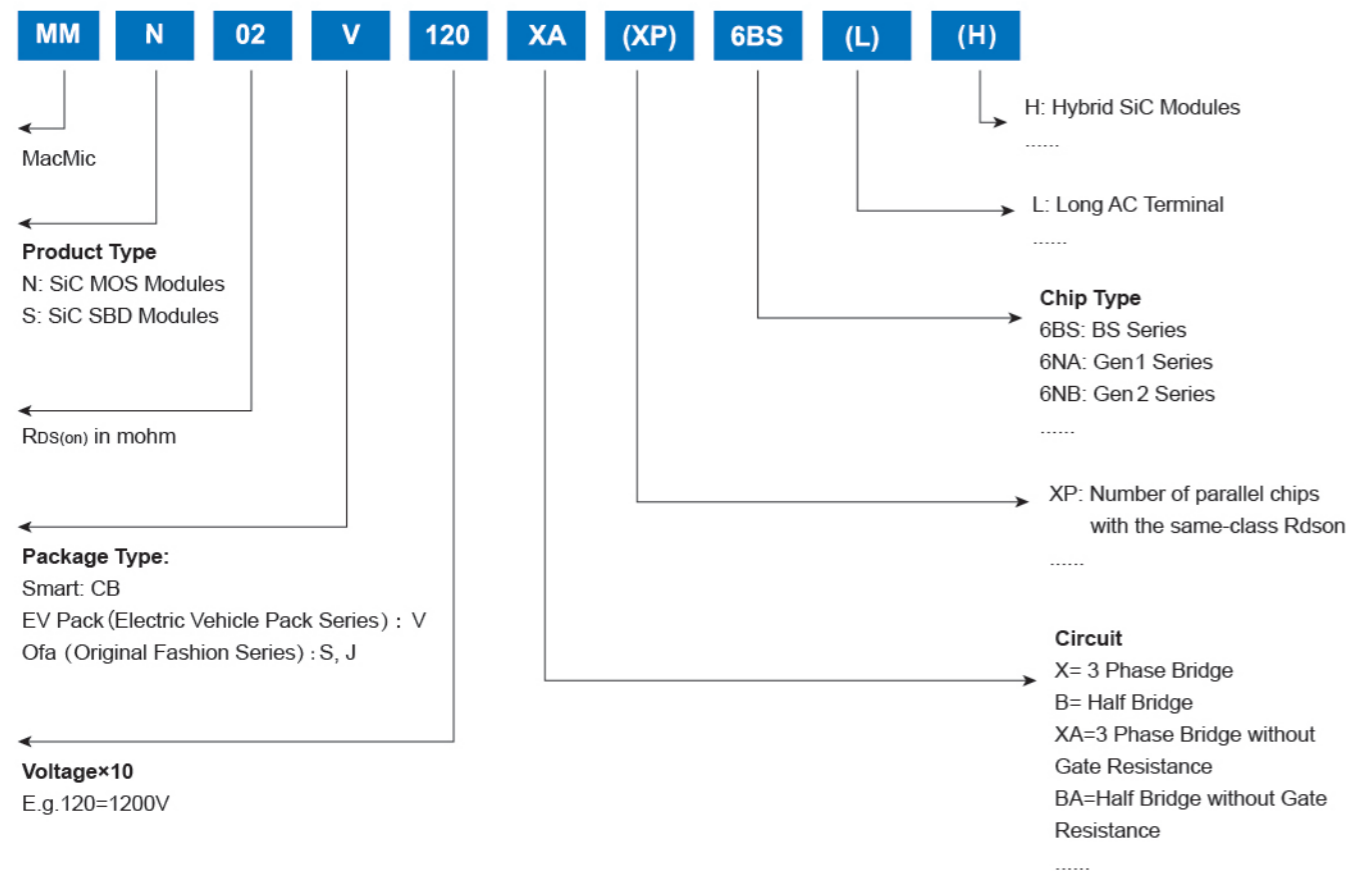 MM N 02 V 120 XA (XP) 6BS (L) (H)
MacMic
Product Type
N: SiC MOS Modules
S: SiC SBD Modules
RDS(on) in mohm
Package Type:
Smart: CB
EV Pack (Electric Vehicle Pack Series) : V
Ofa (Original Fashion Series) : S, J
Voltage×10
E.g.120=1200V
H: Hybrid SiC Modules
......
L: Long AC Terminal
......
Chip Type
6BS: BS Series
6NA: Gen1 Series
6NB: Gen2 Series
......
XP: Number of parallel chips
with the same-class Rdson
......
Circuit
X= 3 Phase Bridge
B= Half Bridge
XA=3 Phase Bridge without
Gate Resistance
BA=Half Bridge without Gate
Resistance
......